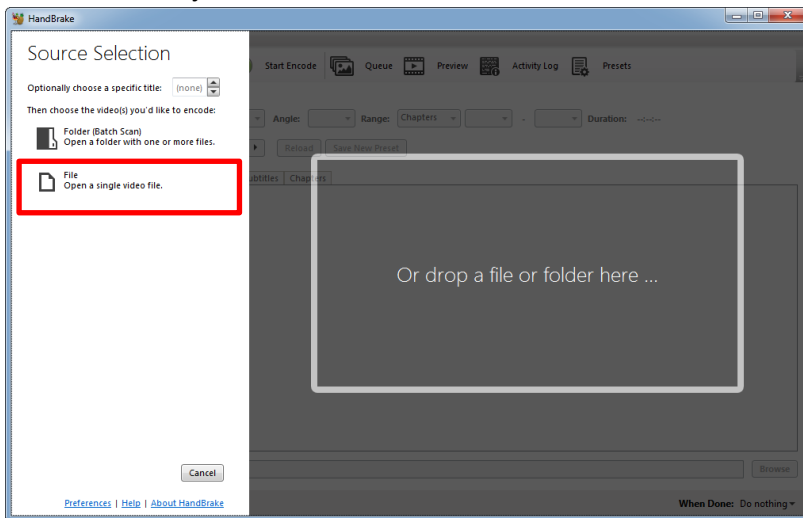 HandBrake
Source Selection
Optionally choose a specific title: (none)
Then choose the video(s) you'd like to encode:
Folder (Batch Scan)
Open a folder with one or more files.
File
Open a single video file.
Cancel
Preferences | Help | About HandBrake
Start Encode Queue Preview Activity Log Presets
Angle: Range: Chapters - Duration: --:--:--
Reload Save New Preset
Chapters
Or drop a file or folder here ...
Browse
When Done: Do nothing